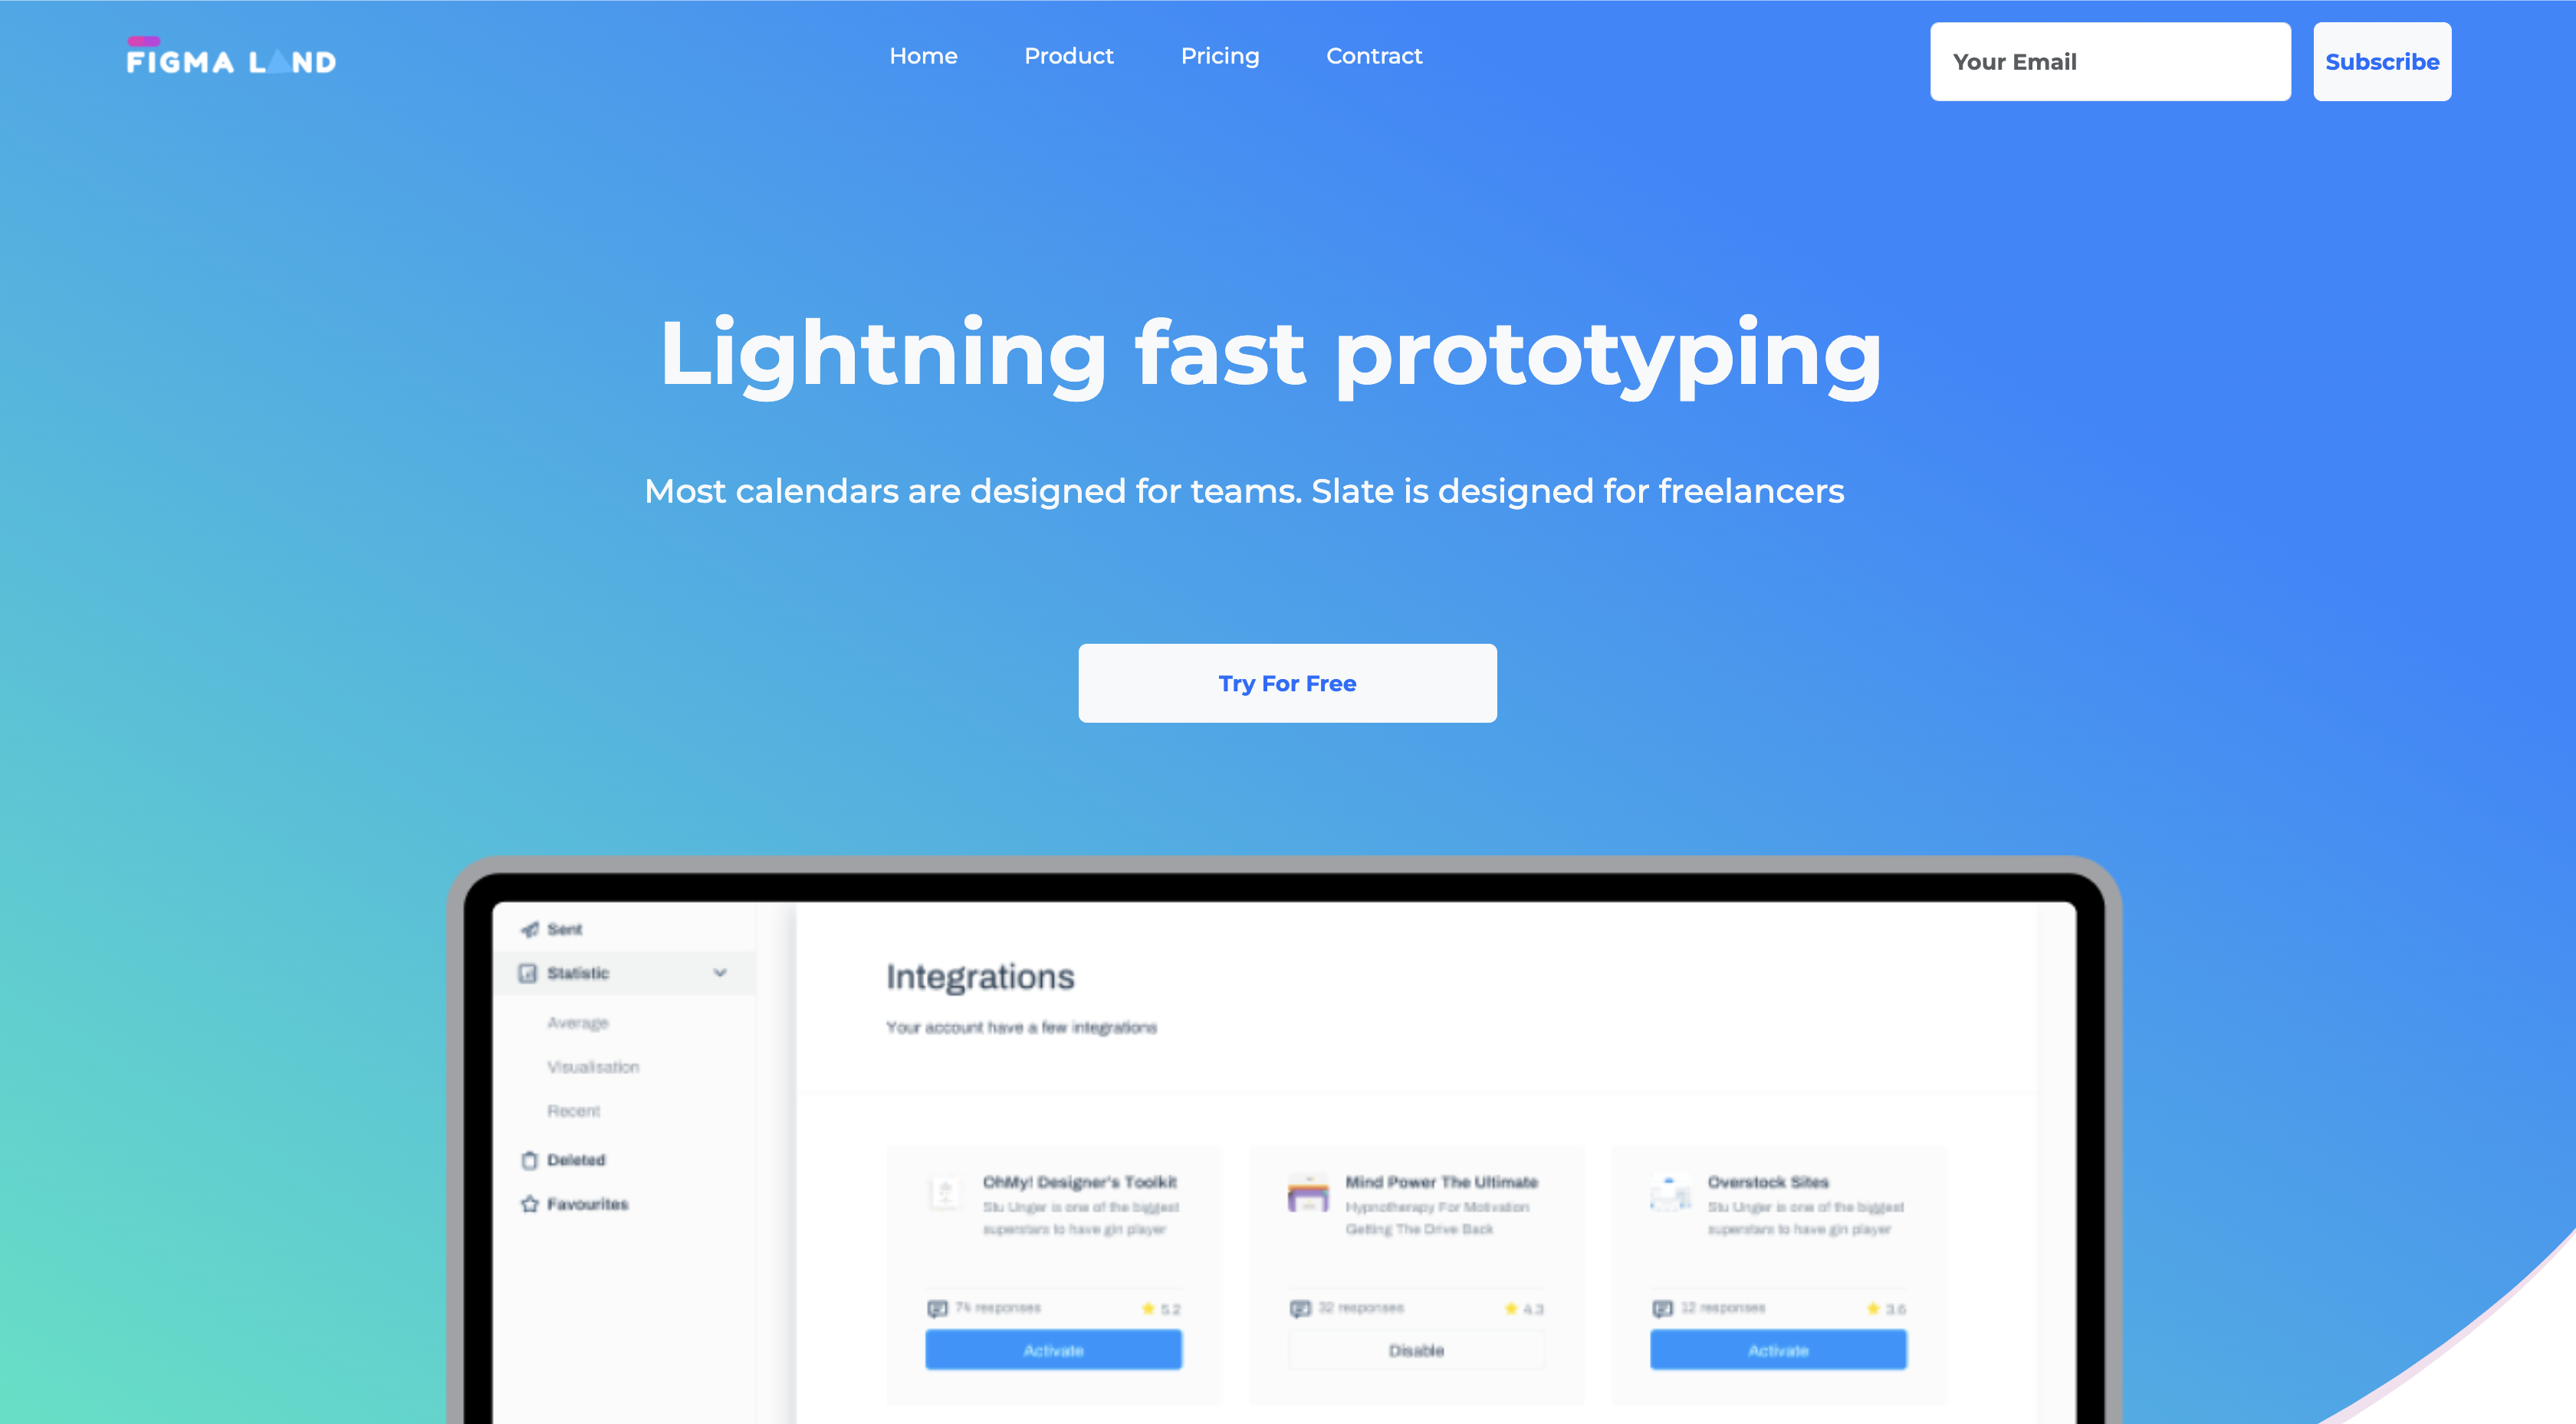 FIGMA LAND
Home
Product
Pricing
Contract
Your Email
Subscribe
Lightning fast prototyping
Most calendars are designed for teams. Slate is designed for freelancers
Try For Free
Sent
Statistic
Average
Visualisation
Recent
Deleted
Favourites
Integrations
Your account have a few integrations
OhMy! Designer's Toolkit
Stu Unger is one of the biggest
superstars to have gin player
74 responses
5.2
Activate
Mind Power The Ultimate
Hypnotherapy For Motivation
Getting The Drive Back
32 responses
4.3
Disable
Overstock Sites
Stu Unger is one of the biggest
superstars to have gin player
12 responses
3.6
Activate